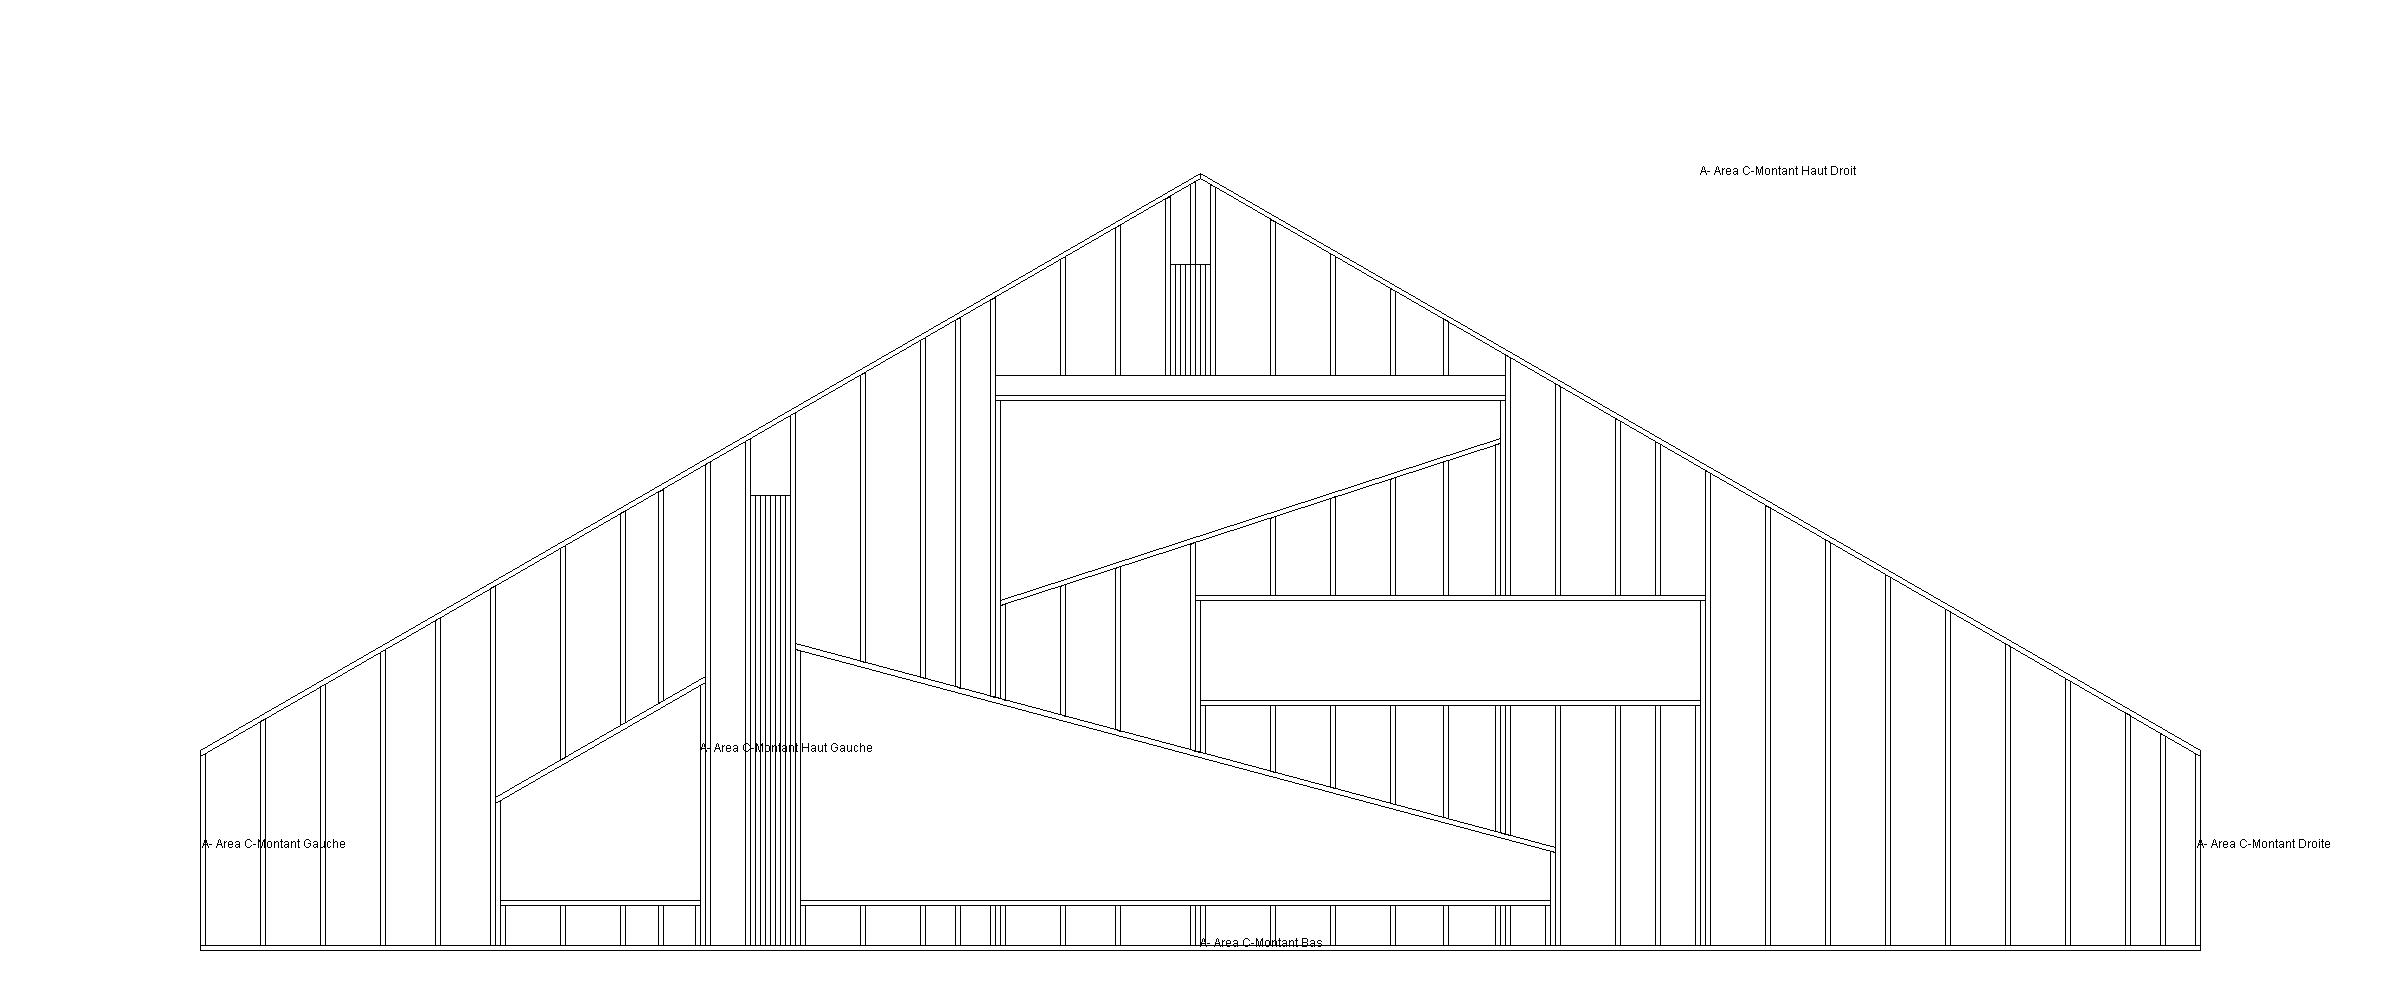 A- Area C-Montant Haut Droit
A- Area C-Montant Haut Gauche
A- Area C-Montant Gauche
A- Area C-Montant Droite
A- Area C-Montant Bas